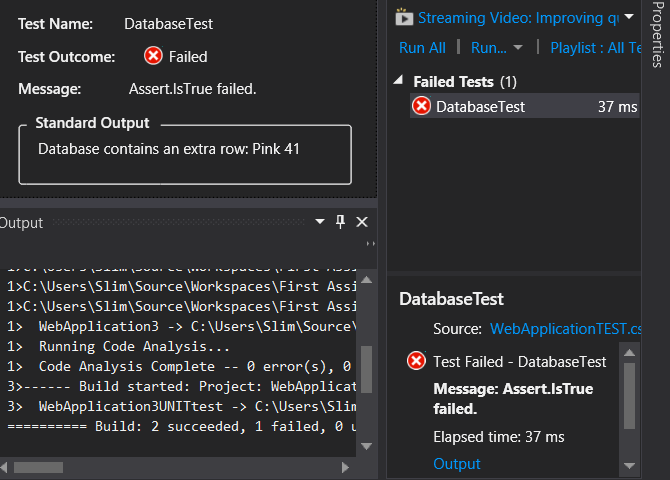 Test Name: DatabaseTest
Test Outcome: Failed
Message: Assert.IsTrue failed.
Standard Output
Database contains an extra row: Pink 41
Output
1>C:\Users\Slim\Source\Workspaces\First Assi
1>C:\Users\Slim\Source\Workspaces\First Assi
1>C:\Users\Slim\Source\Workspaces\First Assi
1> WebApplication3 -> C:\Users\Slim\Source\
1> Running Code Analysis...
1> Code Analysis Complete -- 0 error(s), 0
3>------ Build started: Project: WebApplicat
3> WebApplication3UNITtest -> C:\Users\Slim
========== Build: 2 succeeded, 1 failed, 0 u
Streaming Video: Improving qu
Run All | Run... | Playlist : All Te
Failed Tests (1)
DatabaseTest 37 ms
DatabaseTest
Source: WebApplicationTEST.cs
Test Failed - DatabaseTest
Message: Assert.IsTrue
failed.
Elapsed time: 37 ms
Output
Properties